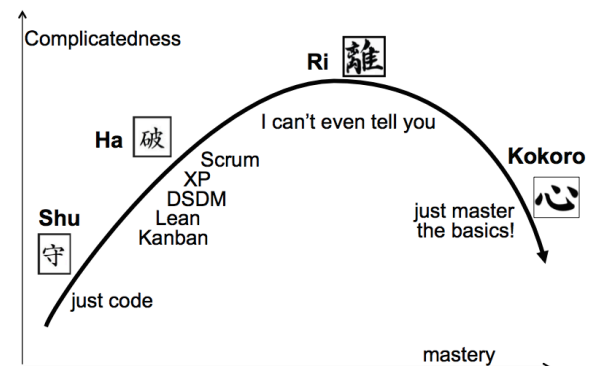 Complicatedness
Ri 離
I can't even tell you
Ha 破
Scrum
XP
DSDM
Lean
Kanban
Kokoro
心
just master
the basics!
Shu
守
just code
mastery